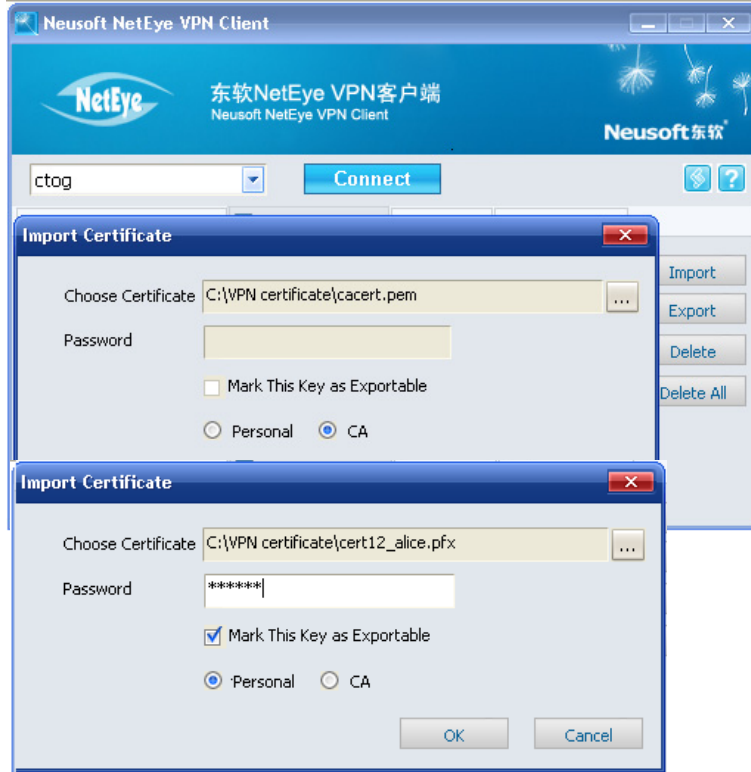 Neusoft NetEye VPN Client
NetEye
东软NetEye VPN客户端
Neusoft NetEye VPN Client
Neusoft东软
ctog
Connect
?
Import Certificate
Import
Export
Delete
Delete All
Choose Certificate C:\VPN certificate\cacert.pem ...
Password
Mark This Key as Exportable
Personal CA
Import Certificate
Choose Certificate C:\VPN certificate\cert12_alice.pfx ...
Password ******
Mark This Key as Exportable
Personal CA
OK Cancel